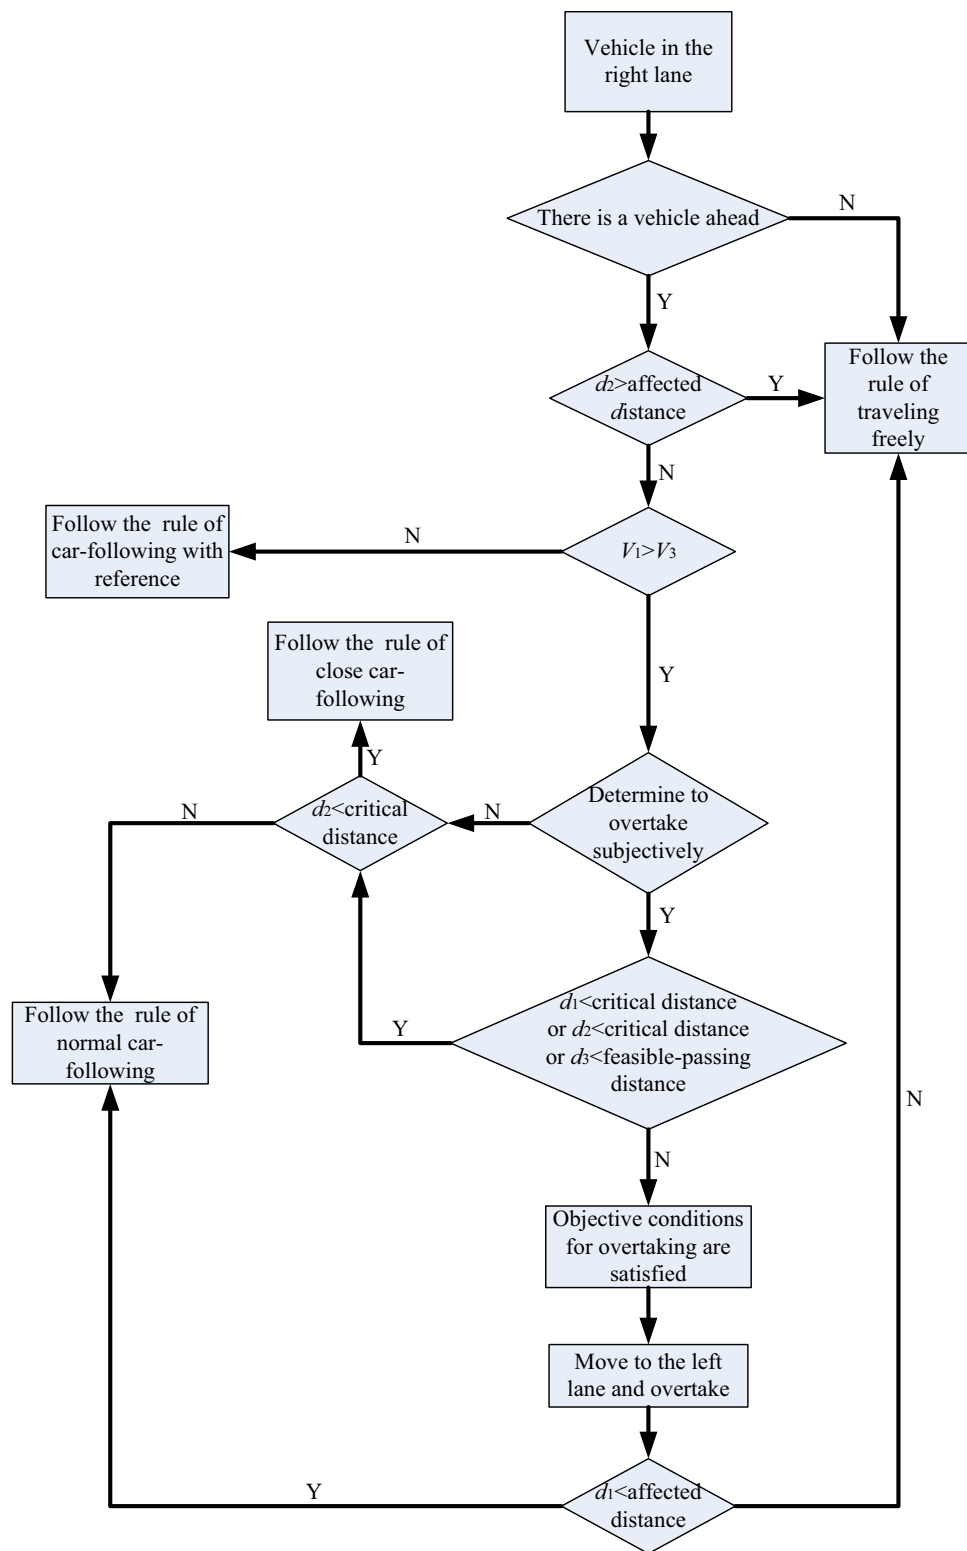 Vehicle in the
right lane
There is a vehicle ahead
N
Y
d2>affected
distance
Y
Follow the
rule of
traveling
freely
N
Follow the rule of
car-following with
reference
N
V1>V3
Follow the rule of
close car-
following
Y
Y
N
d2<critical
distance
N
Determine to
overtake
subjectively
Y
Follow the rule of
normal car-
following
Y
d1<critical distance
or d2<critical distance
or d3<feasible-passing
distance
N
N
Objective conditions
for overtaking are
satisfied
Move to the left
lane and overtake
Y
d1<affected
distance